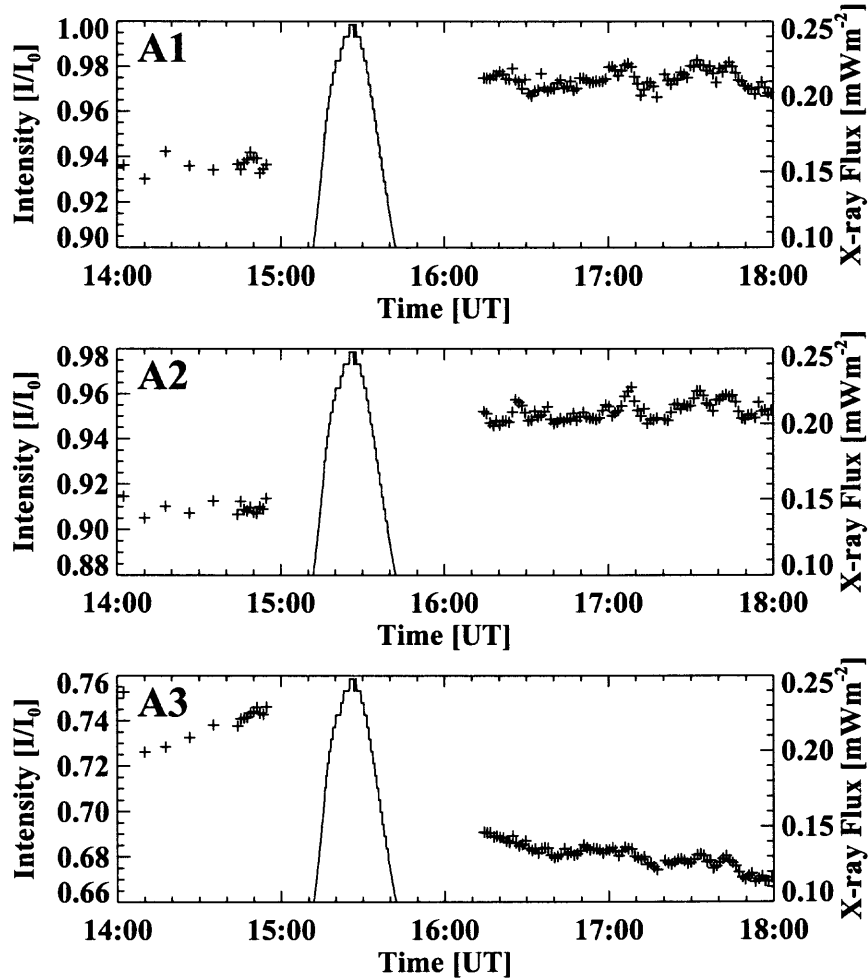 A1
Intensity [I/I0]
1.00
0.98
0.96
0.94
0.92
0.90
X-ray Flux [mWm-2]
0.25
0.20
0.15
0.10
14:00 15:00 16:00 17:00 18:00
Time [UT]
A2
Intensity [I/I0]
0.98
0.96
0.94
0.92
0.90
0.88
X-ray Flux [mWm-2]
0.25
0.20
0.15
0.10
14:00 15:00 16:00 17:00 18:00
Time [UT]
A3
Intensity [I/I0]
0.76
0.74
0.72
0.70
0.68
0.66
X-ray Flux [mWm-2]
0.25
0.20
0.15
0.10
14:00 15:00 16:00 17:00 18:00
Time [UT]